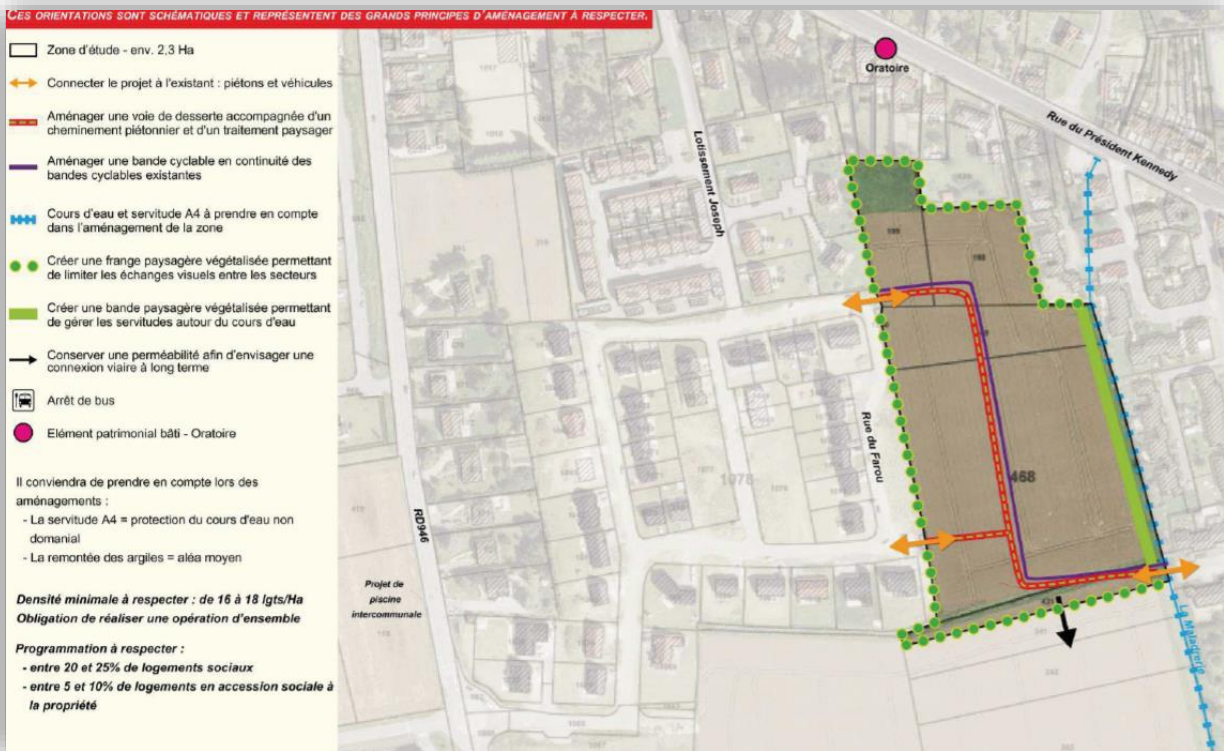 CES ORIENTATIONS SONT SCHÉMATIQUES ET REPRÉSENTENT DES GRANDS PRINCIPES D'AMÉNAGEMENT À RESPECTER.
Zone d'étude - env. 2,3 Ha
Connecter le projet à l'existant : piétons et véhicules
Aménager une voie de desserte accompagnée d'un
cheminement piétonnier et d'un traitement paysager
Aménager une bande cyclable en continuité des
bandes cyclables existantes
Cours d'eau et servitude A4 à prendre en compte
dans l'aménagement de la zone
Créer une frange paysagère végétalisée permettant
de limiter les échanges visuels entre les secteurs
Créer une bande paysagère végétalisée permettant
de gérer les servitudes autour du cours d'eau
Conserver une perméabilité afin d'envisager une
connexion viaire à long terme
Arrêt de bus
Elément patrimonial bâti - Oratoire
Il conviendra de prendre en compte lors des
aménagements :
- La servitude A4 = protection du cours d'eau non
domanial
- La remontée des argiles = aléa moyen
Densité minimale à respecter : de 16 à 18 lgts/Ha
Obligation de réaliser une opération d'ensemble
Programmation à respecter :
- entre 20 et 25% de logements sociaux
- entre 5 et 10% de logements en accession sociale à
la propriété
Oratoire
Rue du Président Kennedy
Lotissement Joseph
Rue du Farou
RD946
Projet de
piscine
intercommunale
1078
468
La Maladrerie